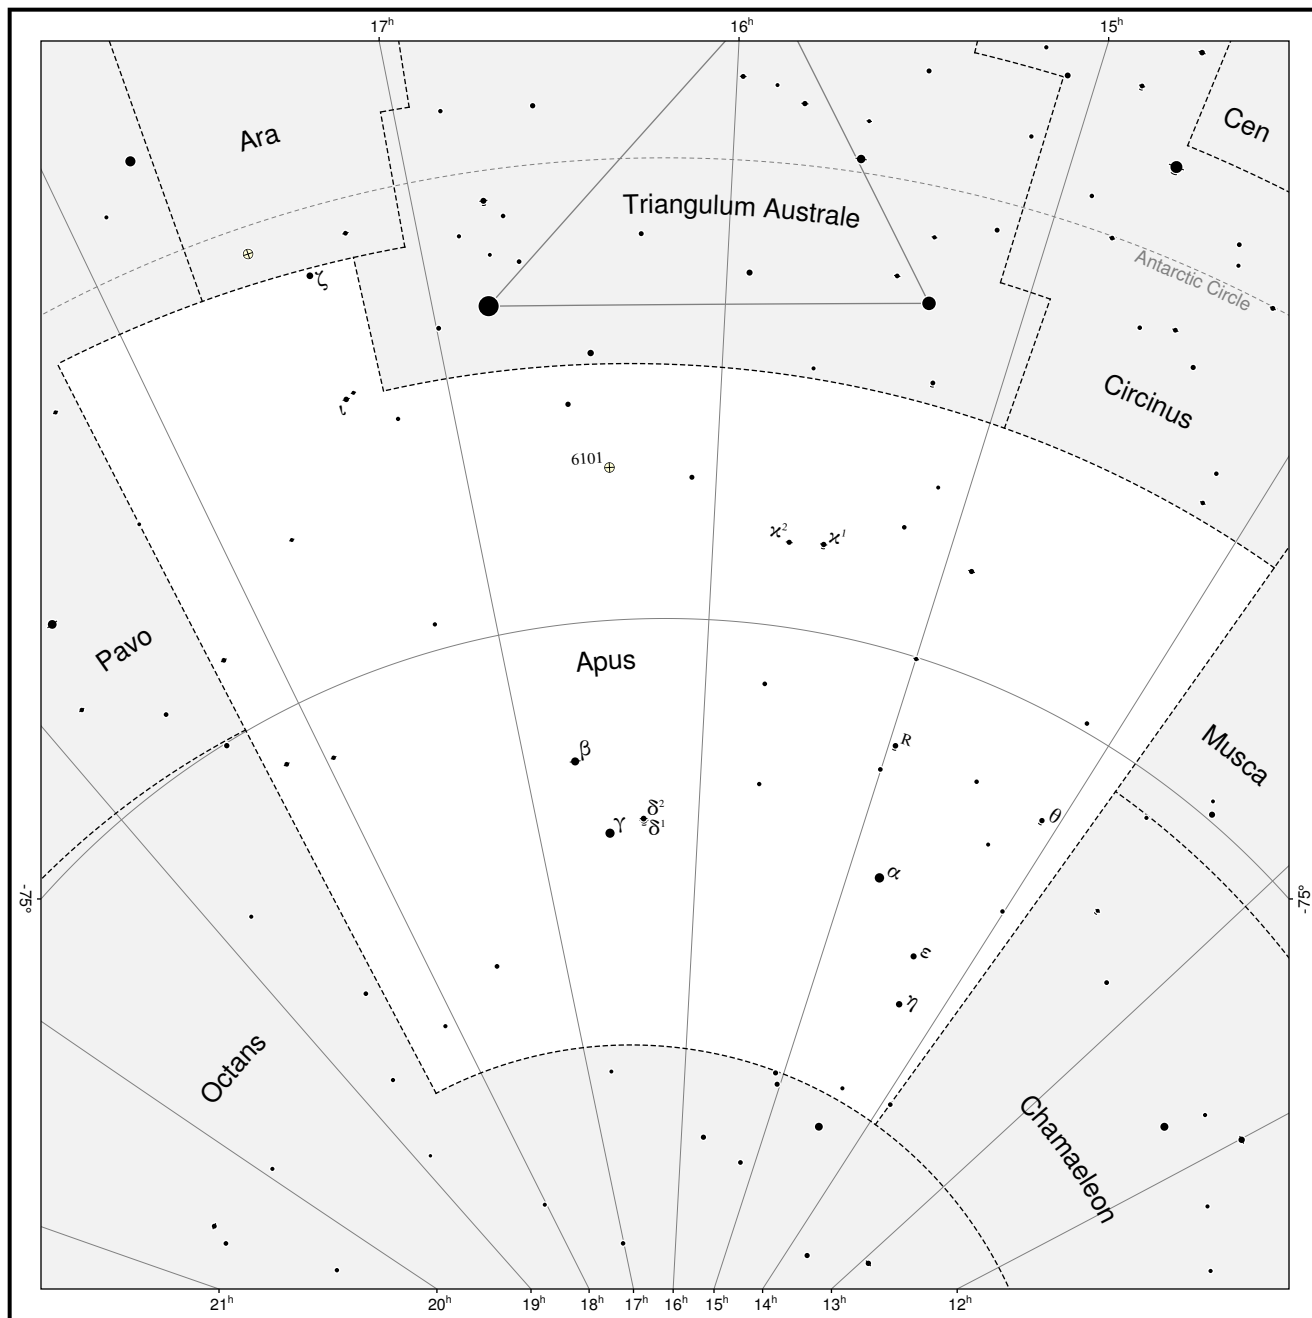 17h
16h
15h
Ara
Cen
Triangulum Australe
Antarctic Circle
ζ
ι
Circinus
6101
ϰ2
ϰ1
Pavo
Apus
β
R
Musca
δ2
γ
δ1
θ
α
-75°
-75°
ε
η
Octans
Chamaeleon
21h
20h
19h
18h
17h
16h
15h
14h
13h
12h